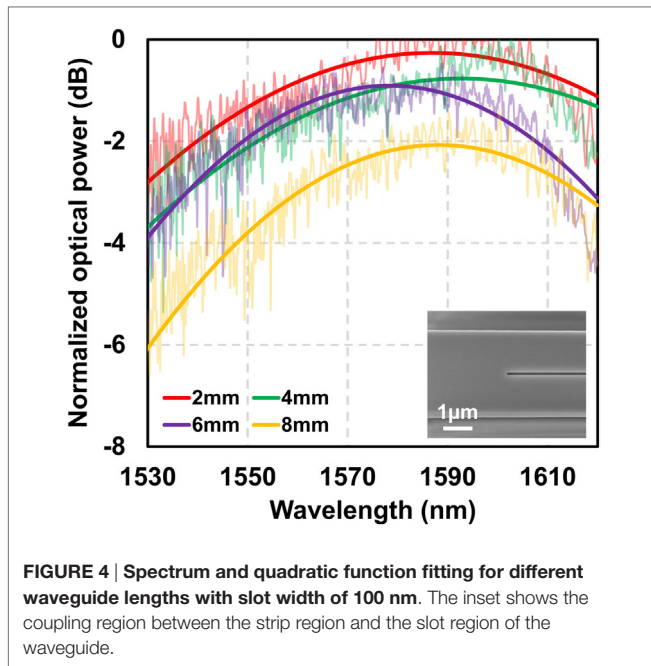 Normalized optical power (dB)
0
-2
-4
-6
-8
2mm 4mm
6mm 8mm
1µm
1530 1550 1570 1590 1610
Wavelength (nm)
FIGURE 4 | Spectrum and quadratic function fitting for different
waveguide lengths with slot width of 100 nm. The inset shows the
coupling region between the strip region and the slot region of the
waveguide.